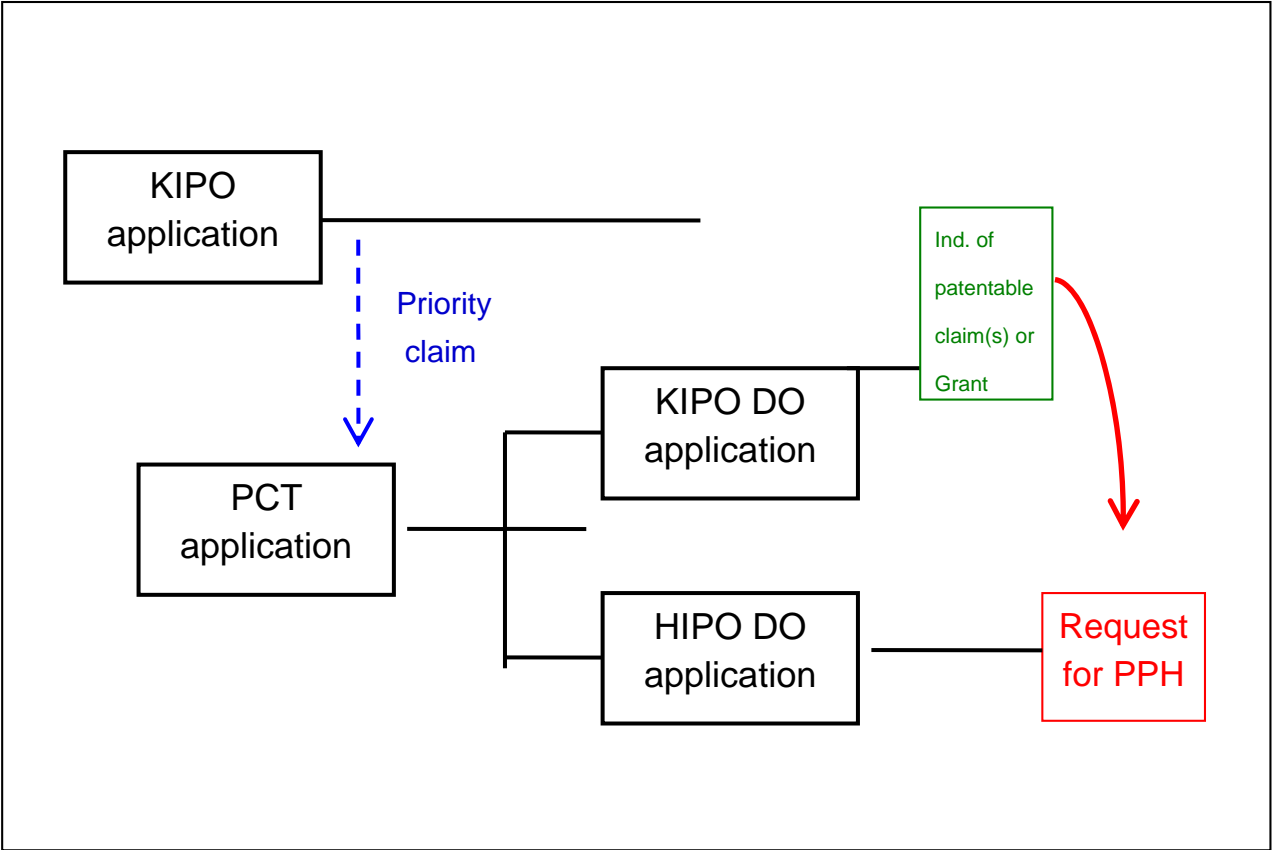 KIPO
application
Ind. of
patentable
claim(s) or
Grant
Priority
claim
KIPO DO
application
PCT
application
HIPO DO
application
Request
for PPH